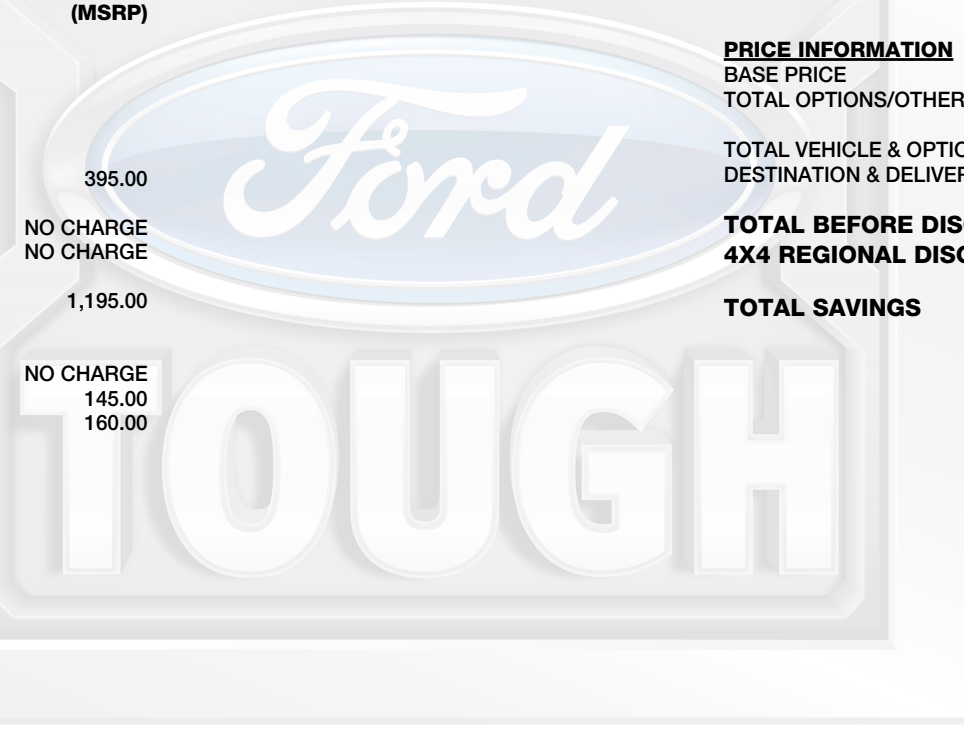 (MSRP)
395.00
NO CHARGE
NO CHARGE
1,195.00
NO CHARGE
145.00
160.00
PRICE INFORMATION
BASE PRICE
TOTAL OPTIONS/OTHER
TOTAL VEHICLE & OPTIO
DESTINATION & DELIVER
TOTAL BEFORE DISC
4X4 REGIONAL DISC
TOTAL SAVINGS
Ford
TOUGH